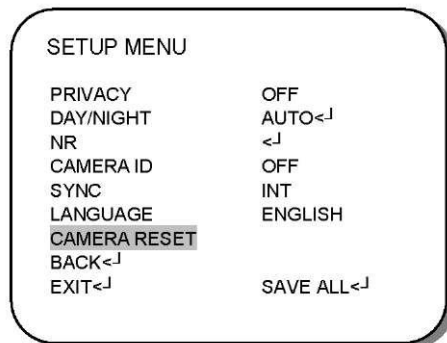 SETUP MENU
PRIVACY OFF
DAY/NIGHT AUTO<┘
NR <┘
CAMERA ID OFF
SYNC INT
LANGUAGE ENGLISH
CAMERA RESET
BACK<┘
EXIT<┘ SAVE ALL<┘